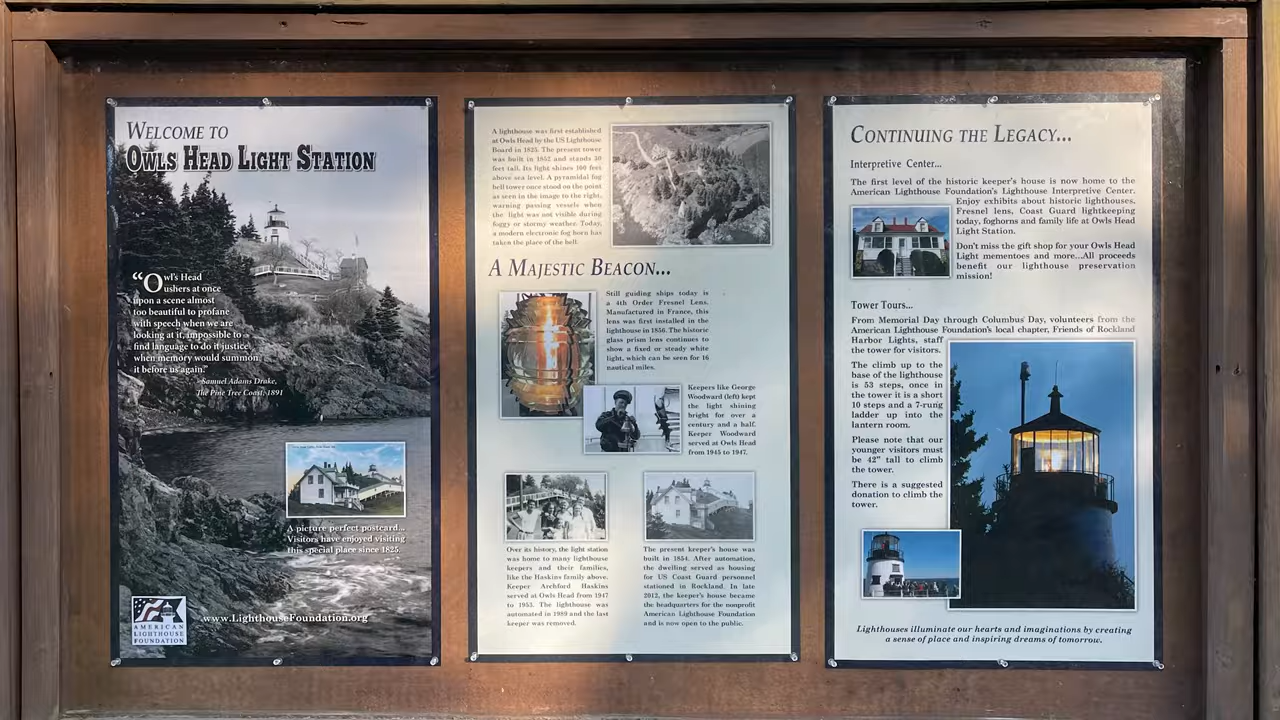 WELCOME TO
OWLS HEAD LIGHT STATION
“Owl's Head
ushers at once
upon a scene almost
too beautiful to profane
with speech when we are
looking at it, impossible to
find language to do it justice
when memory would summon
it before us again.”
–Samuel Adams Drake,
The Pine Tree Coast, 1891
A picture perfect postcard...
Visitors have enjoyed visiting
this special place since 1825.
AMERICAN
LIGHTHOUSE
FOUNDATION
www.LighthouseFoundation.org
A lighthouse was first established
at Owls Head by the US Lighthouse
Board in 1825. The present tower
was built in 1852 and stands 30
feet tall. Its light shines 100 feet
above sea level. A pyramidal fog
bell tower once stood on the point
as seen in the image to the right,
warning passing vessels when
the light was not visible during
foggy or stormy weather. Today,
a modern electronic fog horn has
taken the place of the bell.
A MAJESTIC BEACON...
Still guiding ships today is
a 4th Order Fresnel Lens.
Manufactured in France, this
lens was first installed in the
lighthouse in 1856. The historic
glass prism lens continues to
show a fixed or steady white
light, which can be seen for 16
nautical miles.
Keepers like George
Woodward (left) kept
the light shining
bright for over a
century and a half.
Keeper Woodward
served at Owls Head
from 1945 to 1947.
Over its history, the light station
was home to many lighthouse
keepers and their families,
like the Haskins family above.
Keeper Archford Haskins
served at Owls Head from 1947
to 1953. The lighthouse was
automated in 1989 and the last
keeper was removed.
The present keeper's house was
built in 1854. After automation,
the dwelling served as housing
for US Coast Guard personnel
stationed in Rockland. In late
2012, the keeper's house became
the headquarters for the nonprofit
American Lighthouse Foundation
and is now open to the public.
CONTINUING THE LEGACY...
Interpretive Center...
The first level of the historic keeper's house is now home to the
American Lighthouse Foundation's Lighthouse Interpretive Center.
Enjoy exhibits about historic lighthouses,
Fresnel lens, Coast Guard lightkeeping
today, foghorns and family life at Owls Head
Light Station.
Don't miss the gift shop for your Owls Head
Light mementoes and more...All proceeds
benefit our lighthouse preservation
mission!
Tower Tours...
From Memorial Day through Columbus Day, volunteers from the
American Lighthouse Foundation's local chapter, Friends of Rockland
Harbor Lights, staff
the tower for visitors.
The climb up to the
base of the lighthouse
is 53 steps, once in
the tower it is a short
10 steps and a 7-rung
ladder up into the
lantern room.
Please note that our
younger visitors must
be 42" tall to climb
the tower.
There is a suggested
donation to climb the
tower.
Lighthouses illuminate our hearts and imaginations by creating
a sense of place and inspiring dreams of tomorrow.